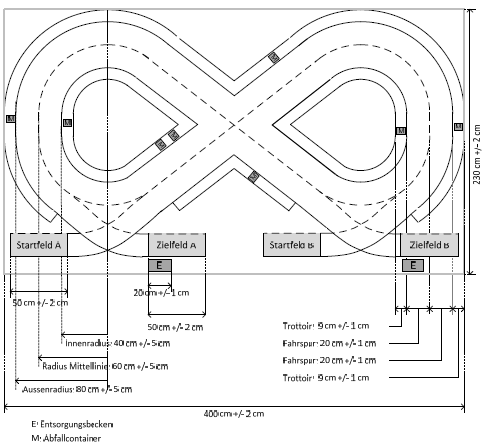 M
M
M
M
M
M
M
M
230 cm +/- 2 cm
Startfeld A
Zielfeld A
Startfeld B
Zielfeld B
E
E
50 cm +/- 2 cm
20 cm +/- 1 cm
50 cm +/- 2 cm
Innenradius: 40 cm +/- 5 cm
Radius Mittellinie: 60 cm +/- 5 cm
Aussenradius: 80 cm +/- 5 cm
Trottoir: 9 cm +/- 1 cm
Fahrspur: 20 cm +/- 1 cm
Fahrspur: 20 cm +/- 1 cm
Trottoir: 9 cm +/- 1 cm
400 cm +/- 2 cm
E: Entsorgungsbecken
M: Abfallcontainer